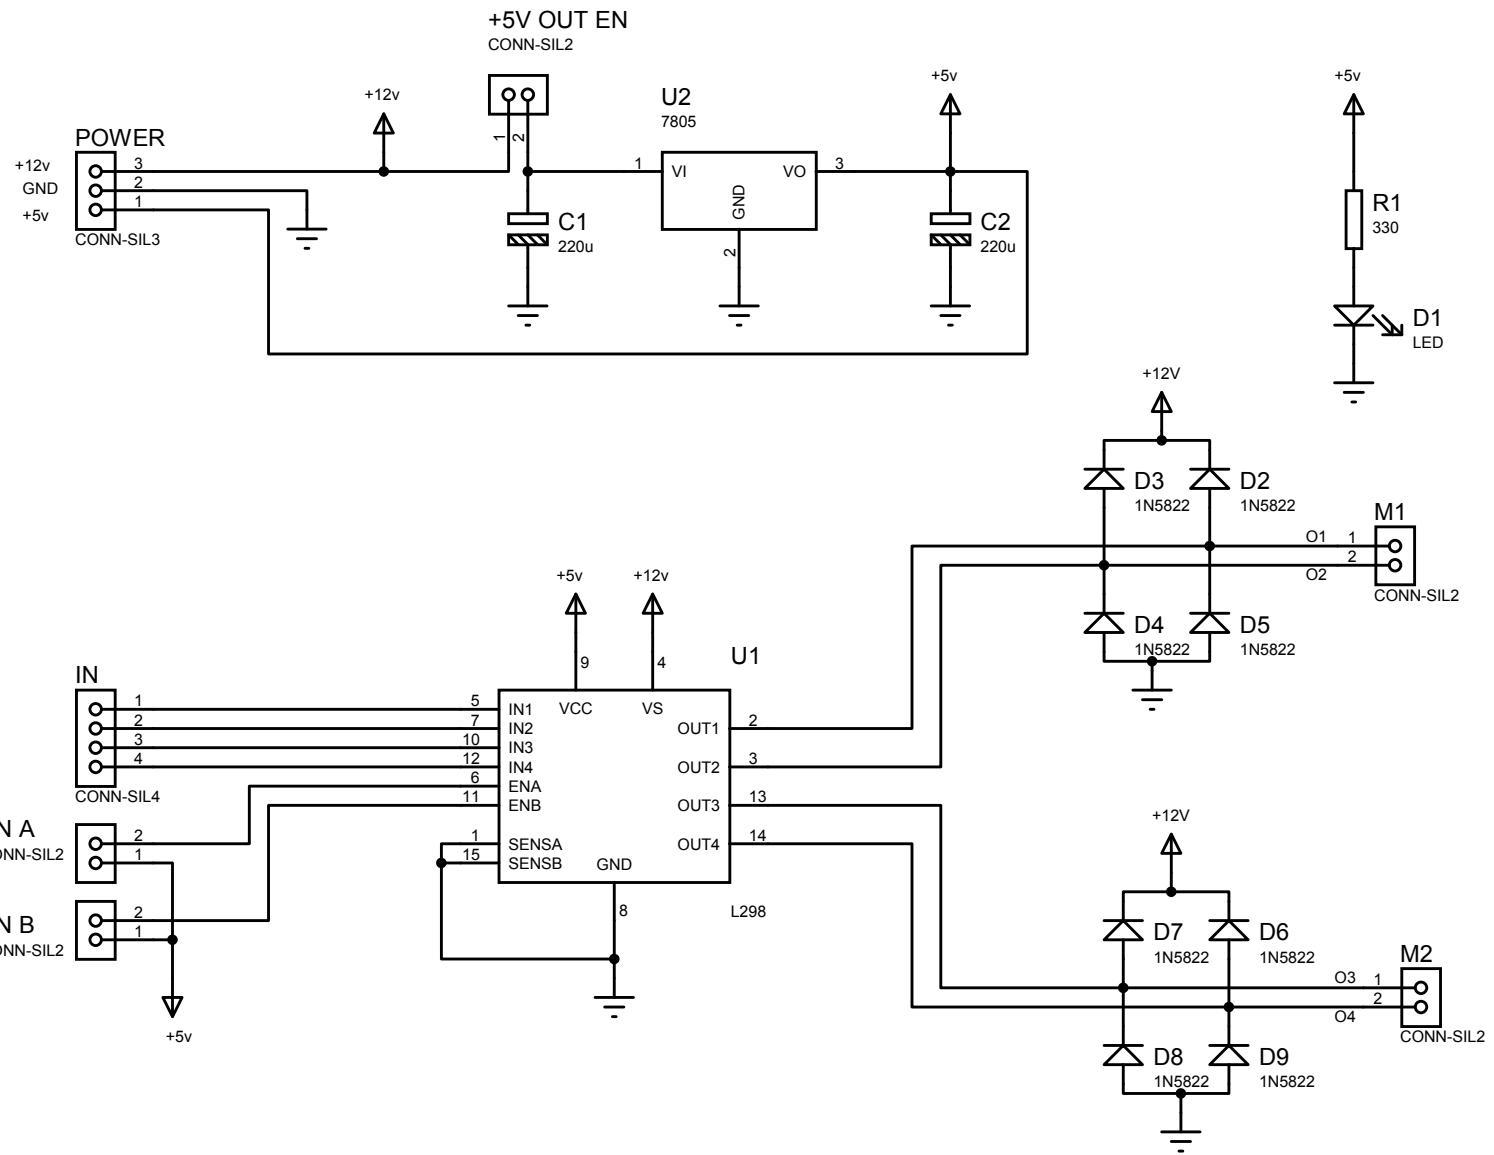 +5V OUT EN
CONN-SIL2
1
2
+12v
POWER
+12v
GND
+5v
3
2
1
CONN-SIL3
C1
220u
U2
7805
1
VI
VO
3
GND
2
+5v
C2
220u
+5v
R1
330
D1
LED
+12V
D3
1N5822
D2
1N5822
O1
1
2
O2
M1
CONN-SIL2
D4
1N5822
D5
1N5822
+5v
+12v
9
4
U1
IN
1
2
3
4
CONN-SIL4
5
7
10
12
6
11
1
15
IN1
IN2
IN3
IN4
ENA
ENB
SENSA
SENSB
VCC
VS
GND
8
OUT1
OUT2
OUT3
OUT4
2
3
13
14
L298
N A
ONN-SIL2
2
1
N B
ONN-SIL2
2
1
+5v
+12V
D7
1N5822
D6
1N5822
O3
1
2
O4
M2
CONN-SIL2
D8
1N5822
D9
1N5822